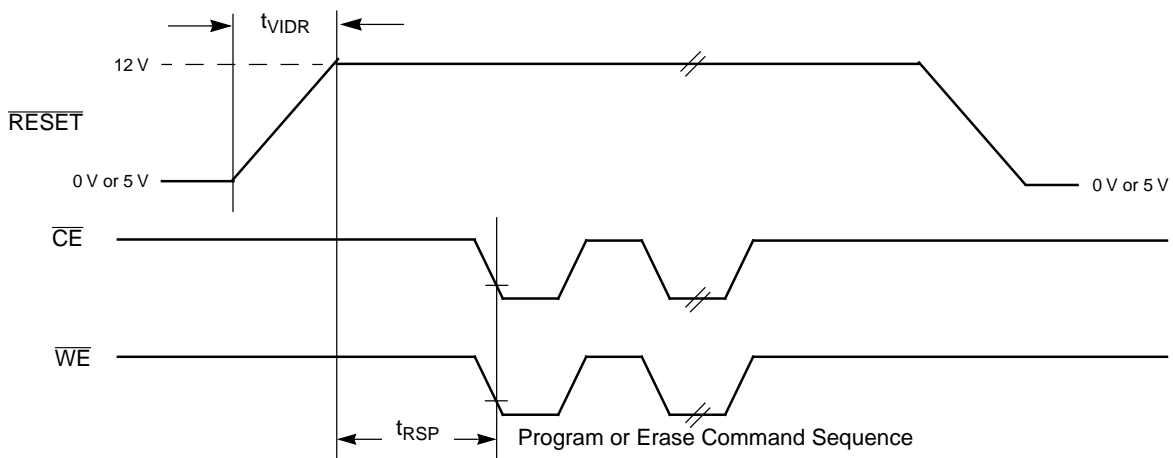 tVIDR
12 V
RESET
0 V or 5 V
0 V or 5 V
CE
WE
tRSP
Program or Erase Command Sequence